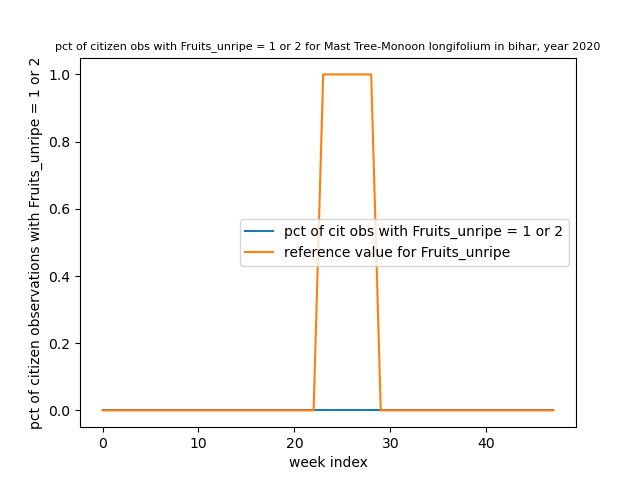 pct of citizen obs with Fruits_unripe = 1 or 2 for Mast Tree-Monoon longifolium in bihar, year 2020
pct of citizen observations with Fruits_unripe = 1 or 2
1.0
0.8
0.6
0.4
0.2
0.0
pct of cit obs with Fruits_unripe = 1 or 2
reference value for Fruits_unripe
0
10
20
30
40
week index